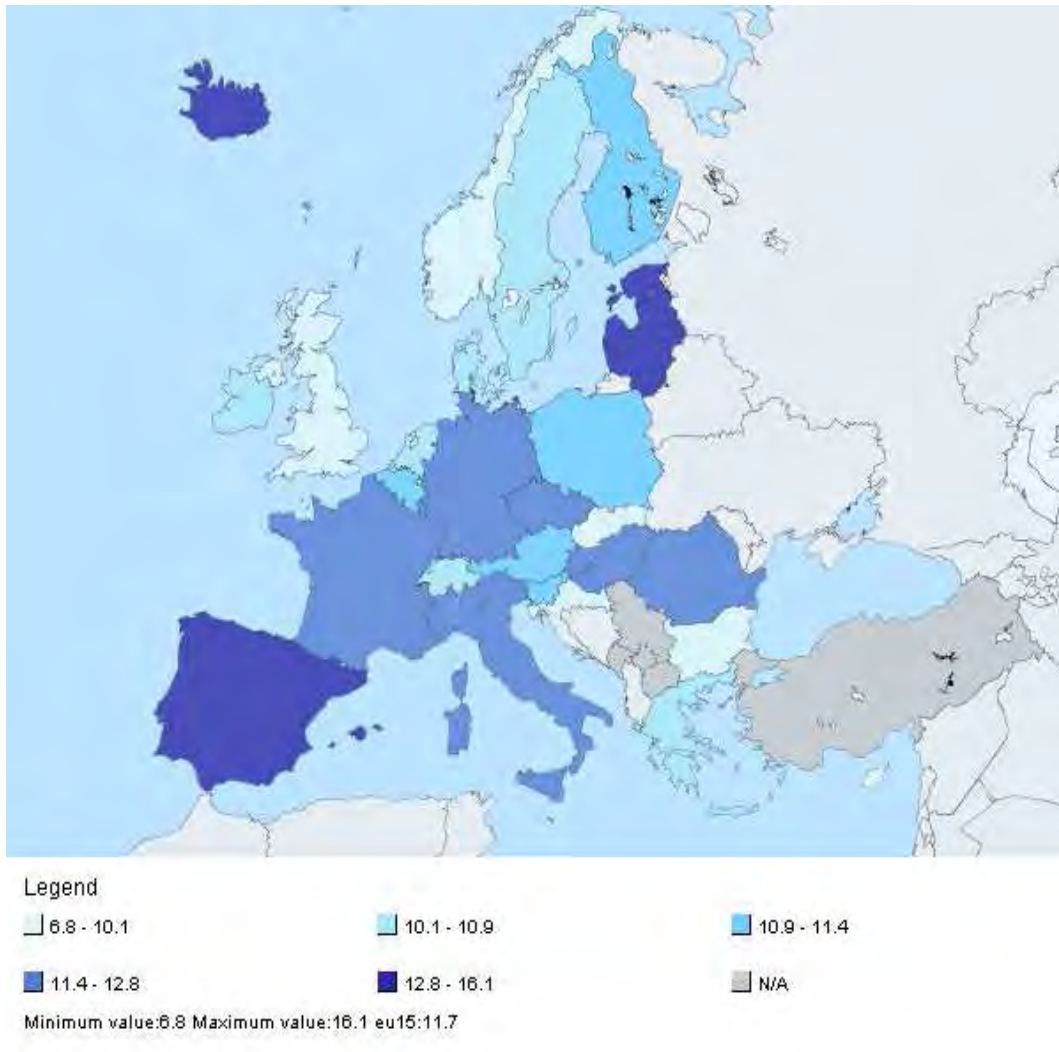 Legend
6.8 - 10.1 10.1 - 10.9 10.9 - 11.4
11.4 - 12.8 12.8 - 16.1 N/A
Minimum value:6.8 Maximum value:16.1 eu15:11.7